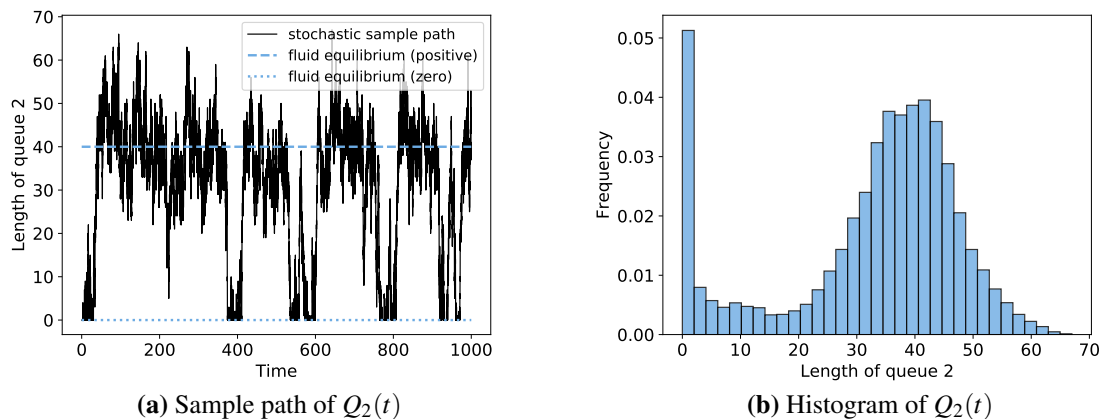 70
60
50
40
30
20
10
0
Length of queue 2
stochastic sample path
fluid equilibrium (positive)
fluid equilibrium (zero)
0 200 400 600 800 1000
Time
(a) Sample path of Q₂(t)
0.05
0.04
0.03
0.02
0.01
0.00
Frequency
0 10 20 30 40 50 60 70
Length of queue 2
(b) Histogram of Q₂(t)